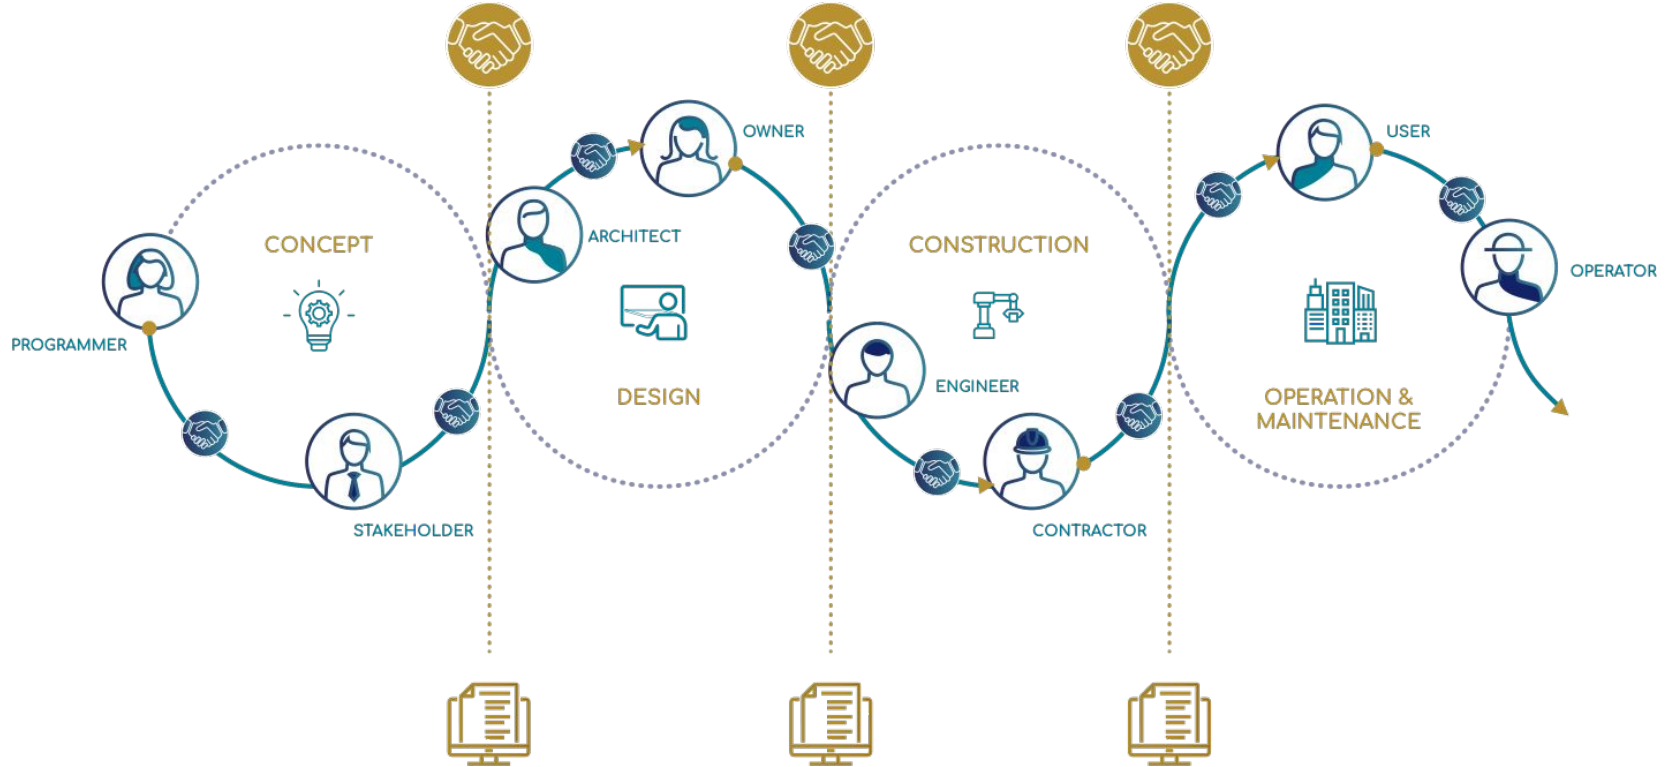 OWNER
USER
CONCEPT
ARCHITECT
CONSTRUCTION
OPERATOR
PROGRAMMER
ENGINEER
DESIGN
OPERATION &
MAINTENANCE
STAKEHOLDER
CONTRACTOR